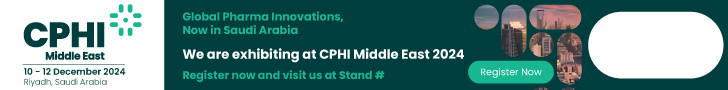 CPHI
Middle East
10 - 12 December 2024
Riyadh, Saudi Arabia
Global Pharma Innovations,
Now in Saudi Arabia
We are exhibiting at CPHI Middle East 2024
Register now and visit us at Stand #
Register Now